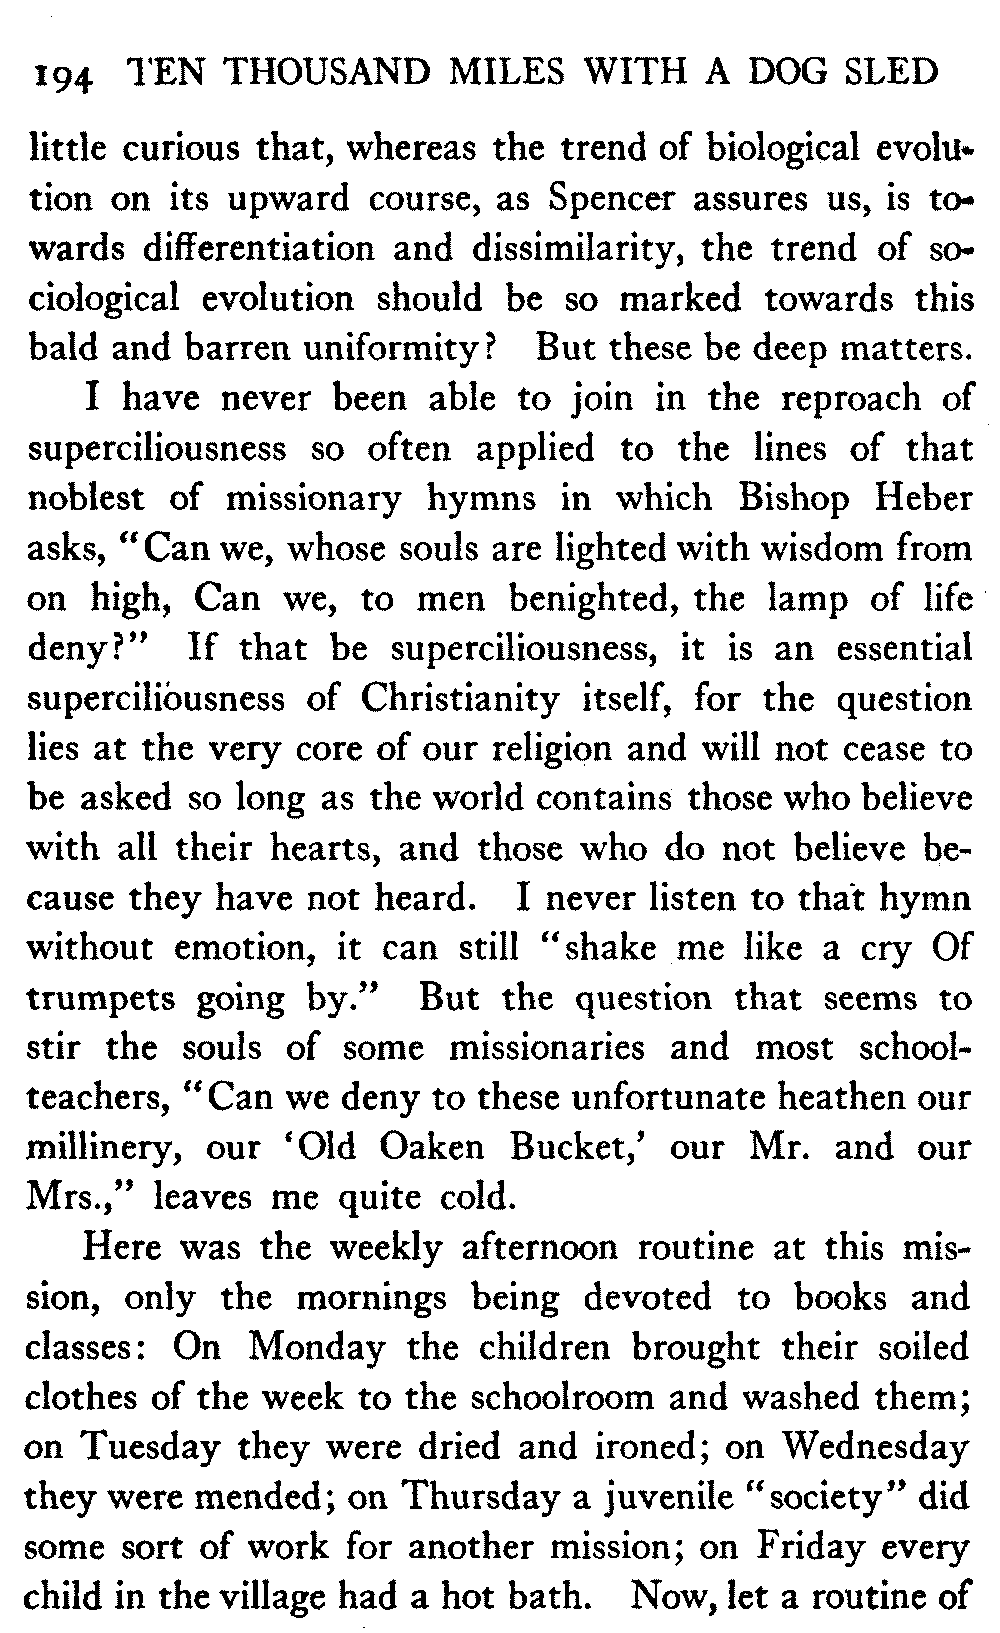 194 TEN THOUSAND MILES WITH A DOG SLED
little curious that, whereas the trend of biological evolu-
tion on its upward course, as Spencer assures us, is to-
wards differentiation and dissimilarity, the trend of so-
ciological evolution should be so marked towards this
bald and barren uniformity? But these be deep matters.
I have never been able to join in the reproach of
superciliousness so often applied to the lines of that
noblest of missionary hymns in which Bishop Heber
asks, "Can we, whose souls are lighted with wisdom from
on high, Can we, to men benighted, the lamp of life
deny?" If that be superciliousness, it is an essential
superciliousness of Christianity itself, for the question
lies at the very core of our religion and will not cease to
be asked so long as the world contains those who believe
with all their hearts, and those who do not believe be-
cause they have not heard. I never listen to that hymn
without emotion, it can still "shake me like a cry Of
trumpets going by." But the question that seems to
stir the souls of some missionaries and most school-
teachers, "Can we deny to these unfortunate heathen our
millinery, our 'Old Oaken Bucket,' our Mr. and our
Mrs.," leaves me quite cold.
Here was the weekly afternoon routine at this mis-
sion, only the mornings being devoted to books and
classes: On Monday the children brought their soiled
clothes of the week to the schoolroom and washed them;
on Tuesday they were dried and ironed; on Wednesday
they were mended; on Thursday a juvenile "society" did
some sort of work for another mission; on Friday every
child in the village had a hot bath. Now, let a routine of